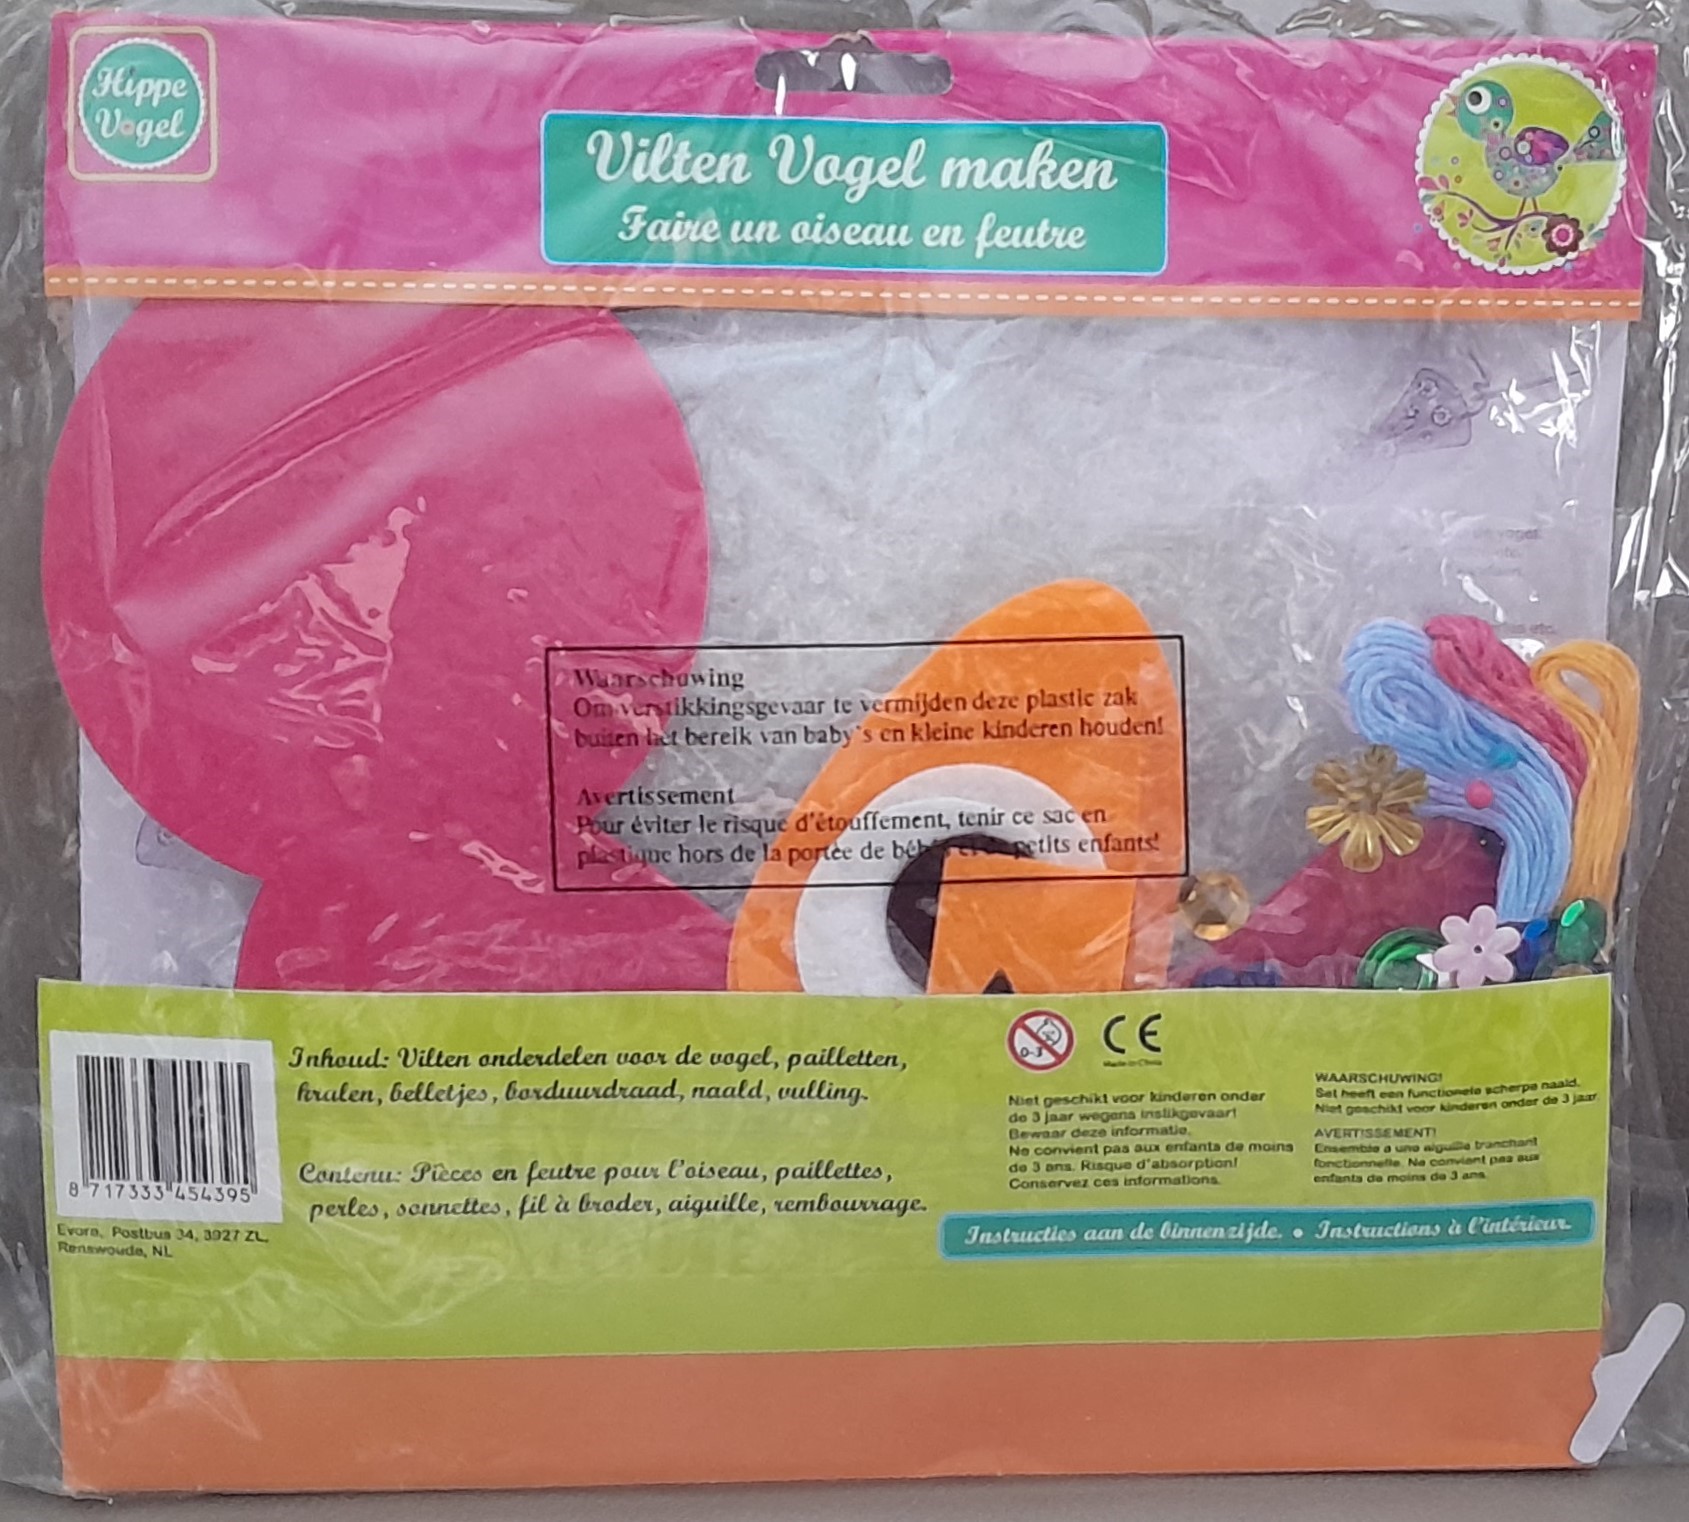 Hippe
Vogel
Vilten Vogel maken
Faire un oiseau en feutre
de vogel
etc.
Waarschuwing
Om verstikkingsgevaar te vermijden deze plastic zak
buiten het bereik van baby's en kleine kinderen houden!
Avertissement
Pour éviter le risque d'étouffement, tenir ce sac en
plastique hors de la portée de bébés et de petits enfants!
8 717333 454395
Evora, Postbus 34, 3927 ZL,
Renswoude, NL
Inhoud: Vilten onderdelen voor de vogel, pailletten,
kralen, belletjes, borduurdraad, naald, vulling.
Contenu: Pièces en feutre pour l'oiseau, paillettes,
perles, sonnettes, fil à broder, aiguille, rembourrage.
0-3
CE
Made in China
Niet geschikt voor kinderen onder
de 3 jaar wegens inslikgevaar!
Bewaar deze informatie.
Ne convient pas aux enfants de moins
de 3 ans. Risque d'absorption!
Conservez ces informations.
WAARSCHUWING!
Set heeft een functionele scherpe naald.
Niet geschikt voor kinderen onder de 3 jaar.
AVERTISSEMENT!
Ensemble a une aiguille tranchant
fonctionnelle. Ne convient pas aux
enfants de moins de 3 ans.
Instructies aan de binnenzijde. • Instructions à l'intérieur.